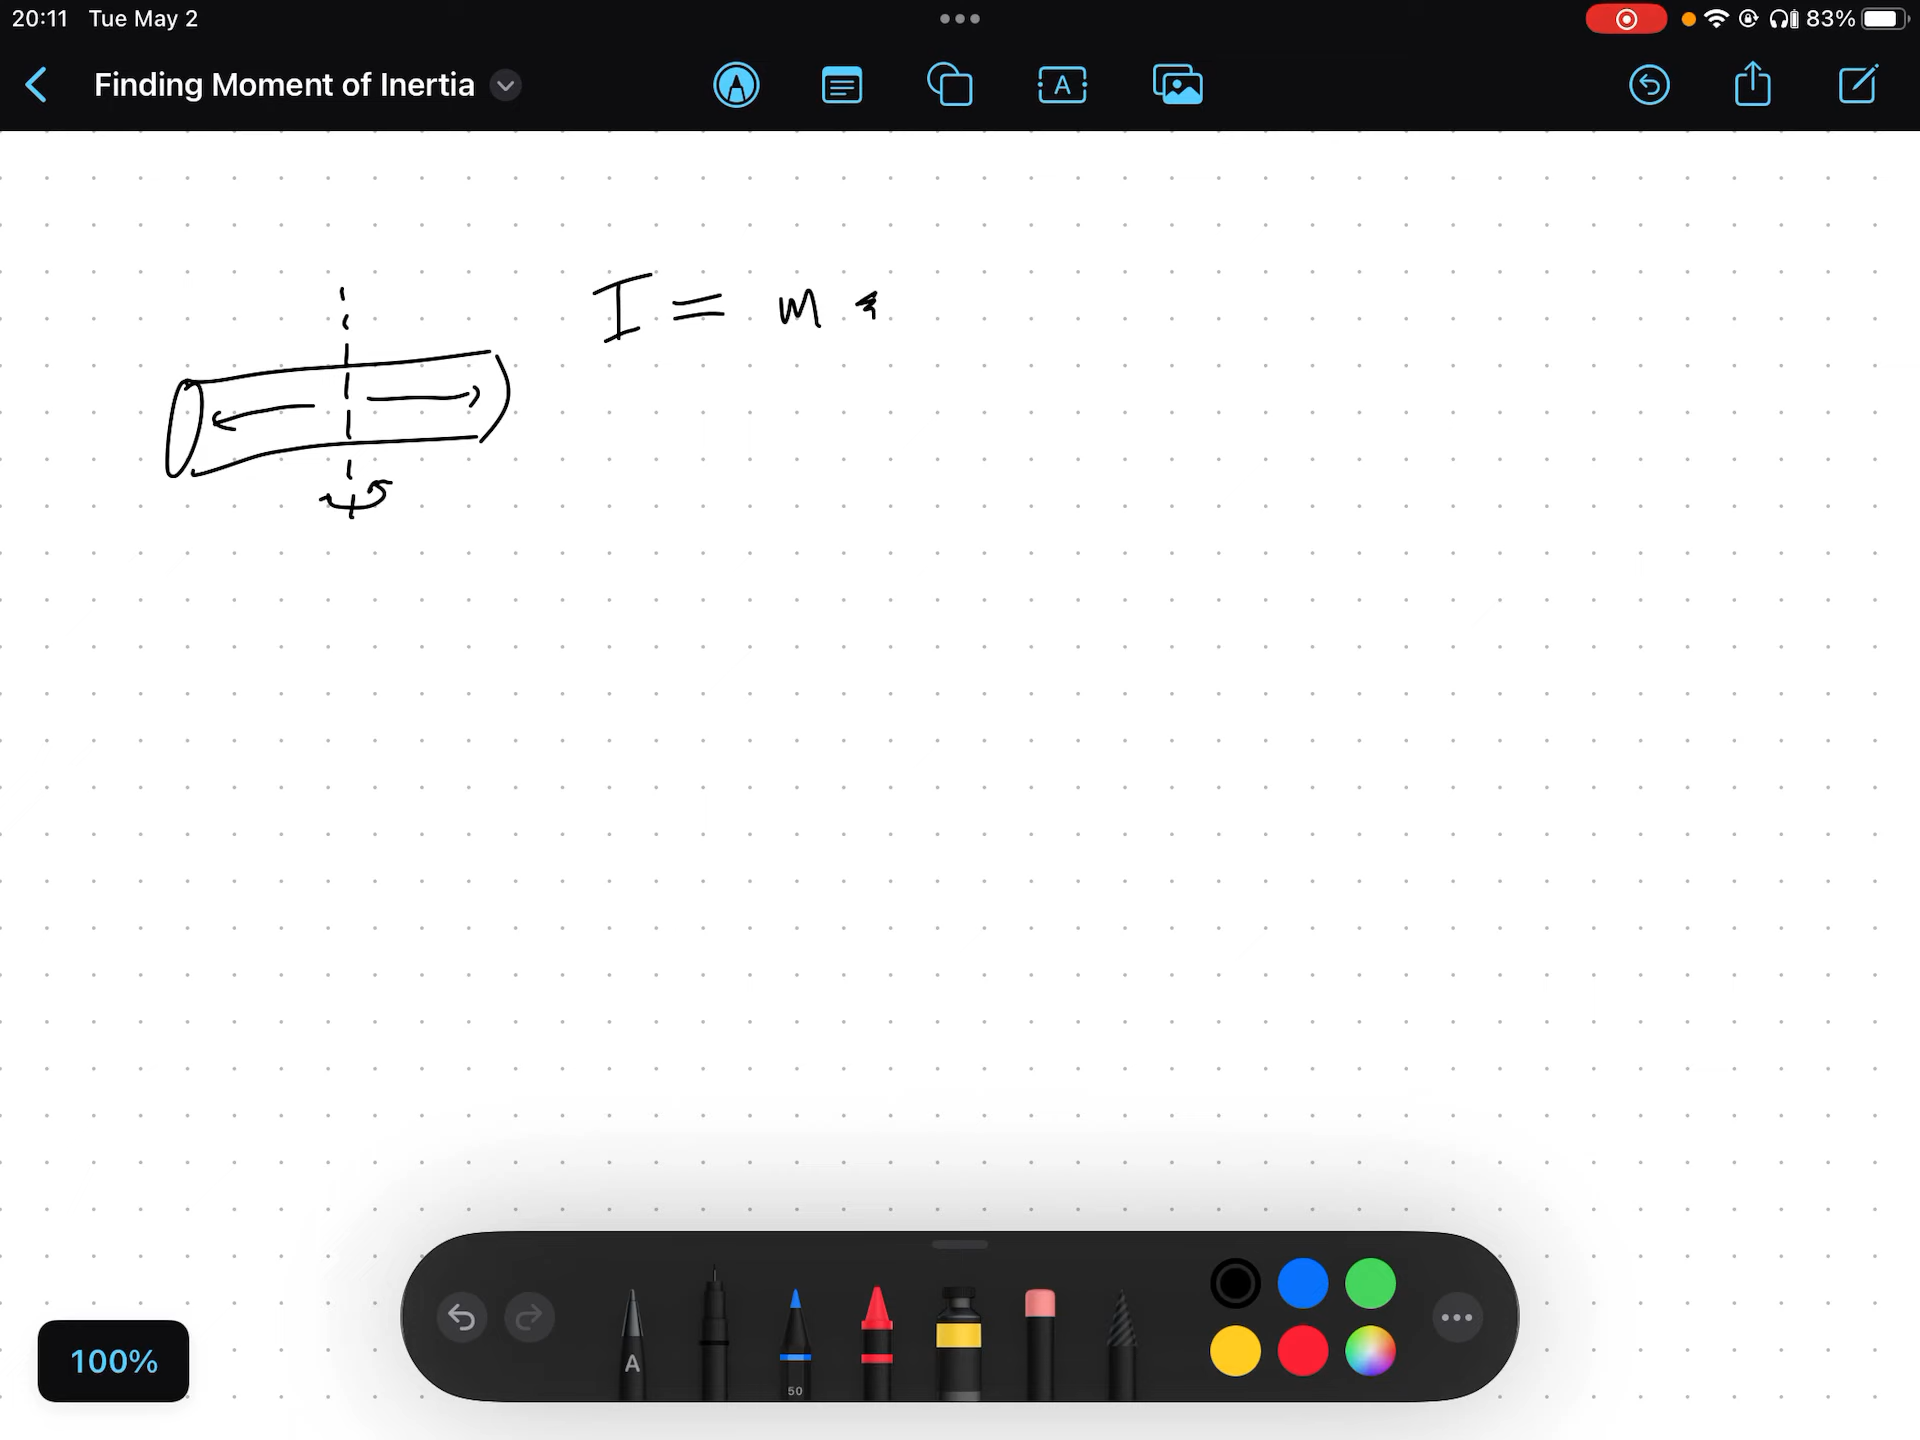 20:11 Tue May 2 83%
Finding Moment of Inertia
A
I = m
A
50
100%